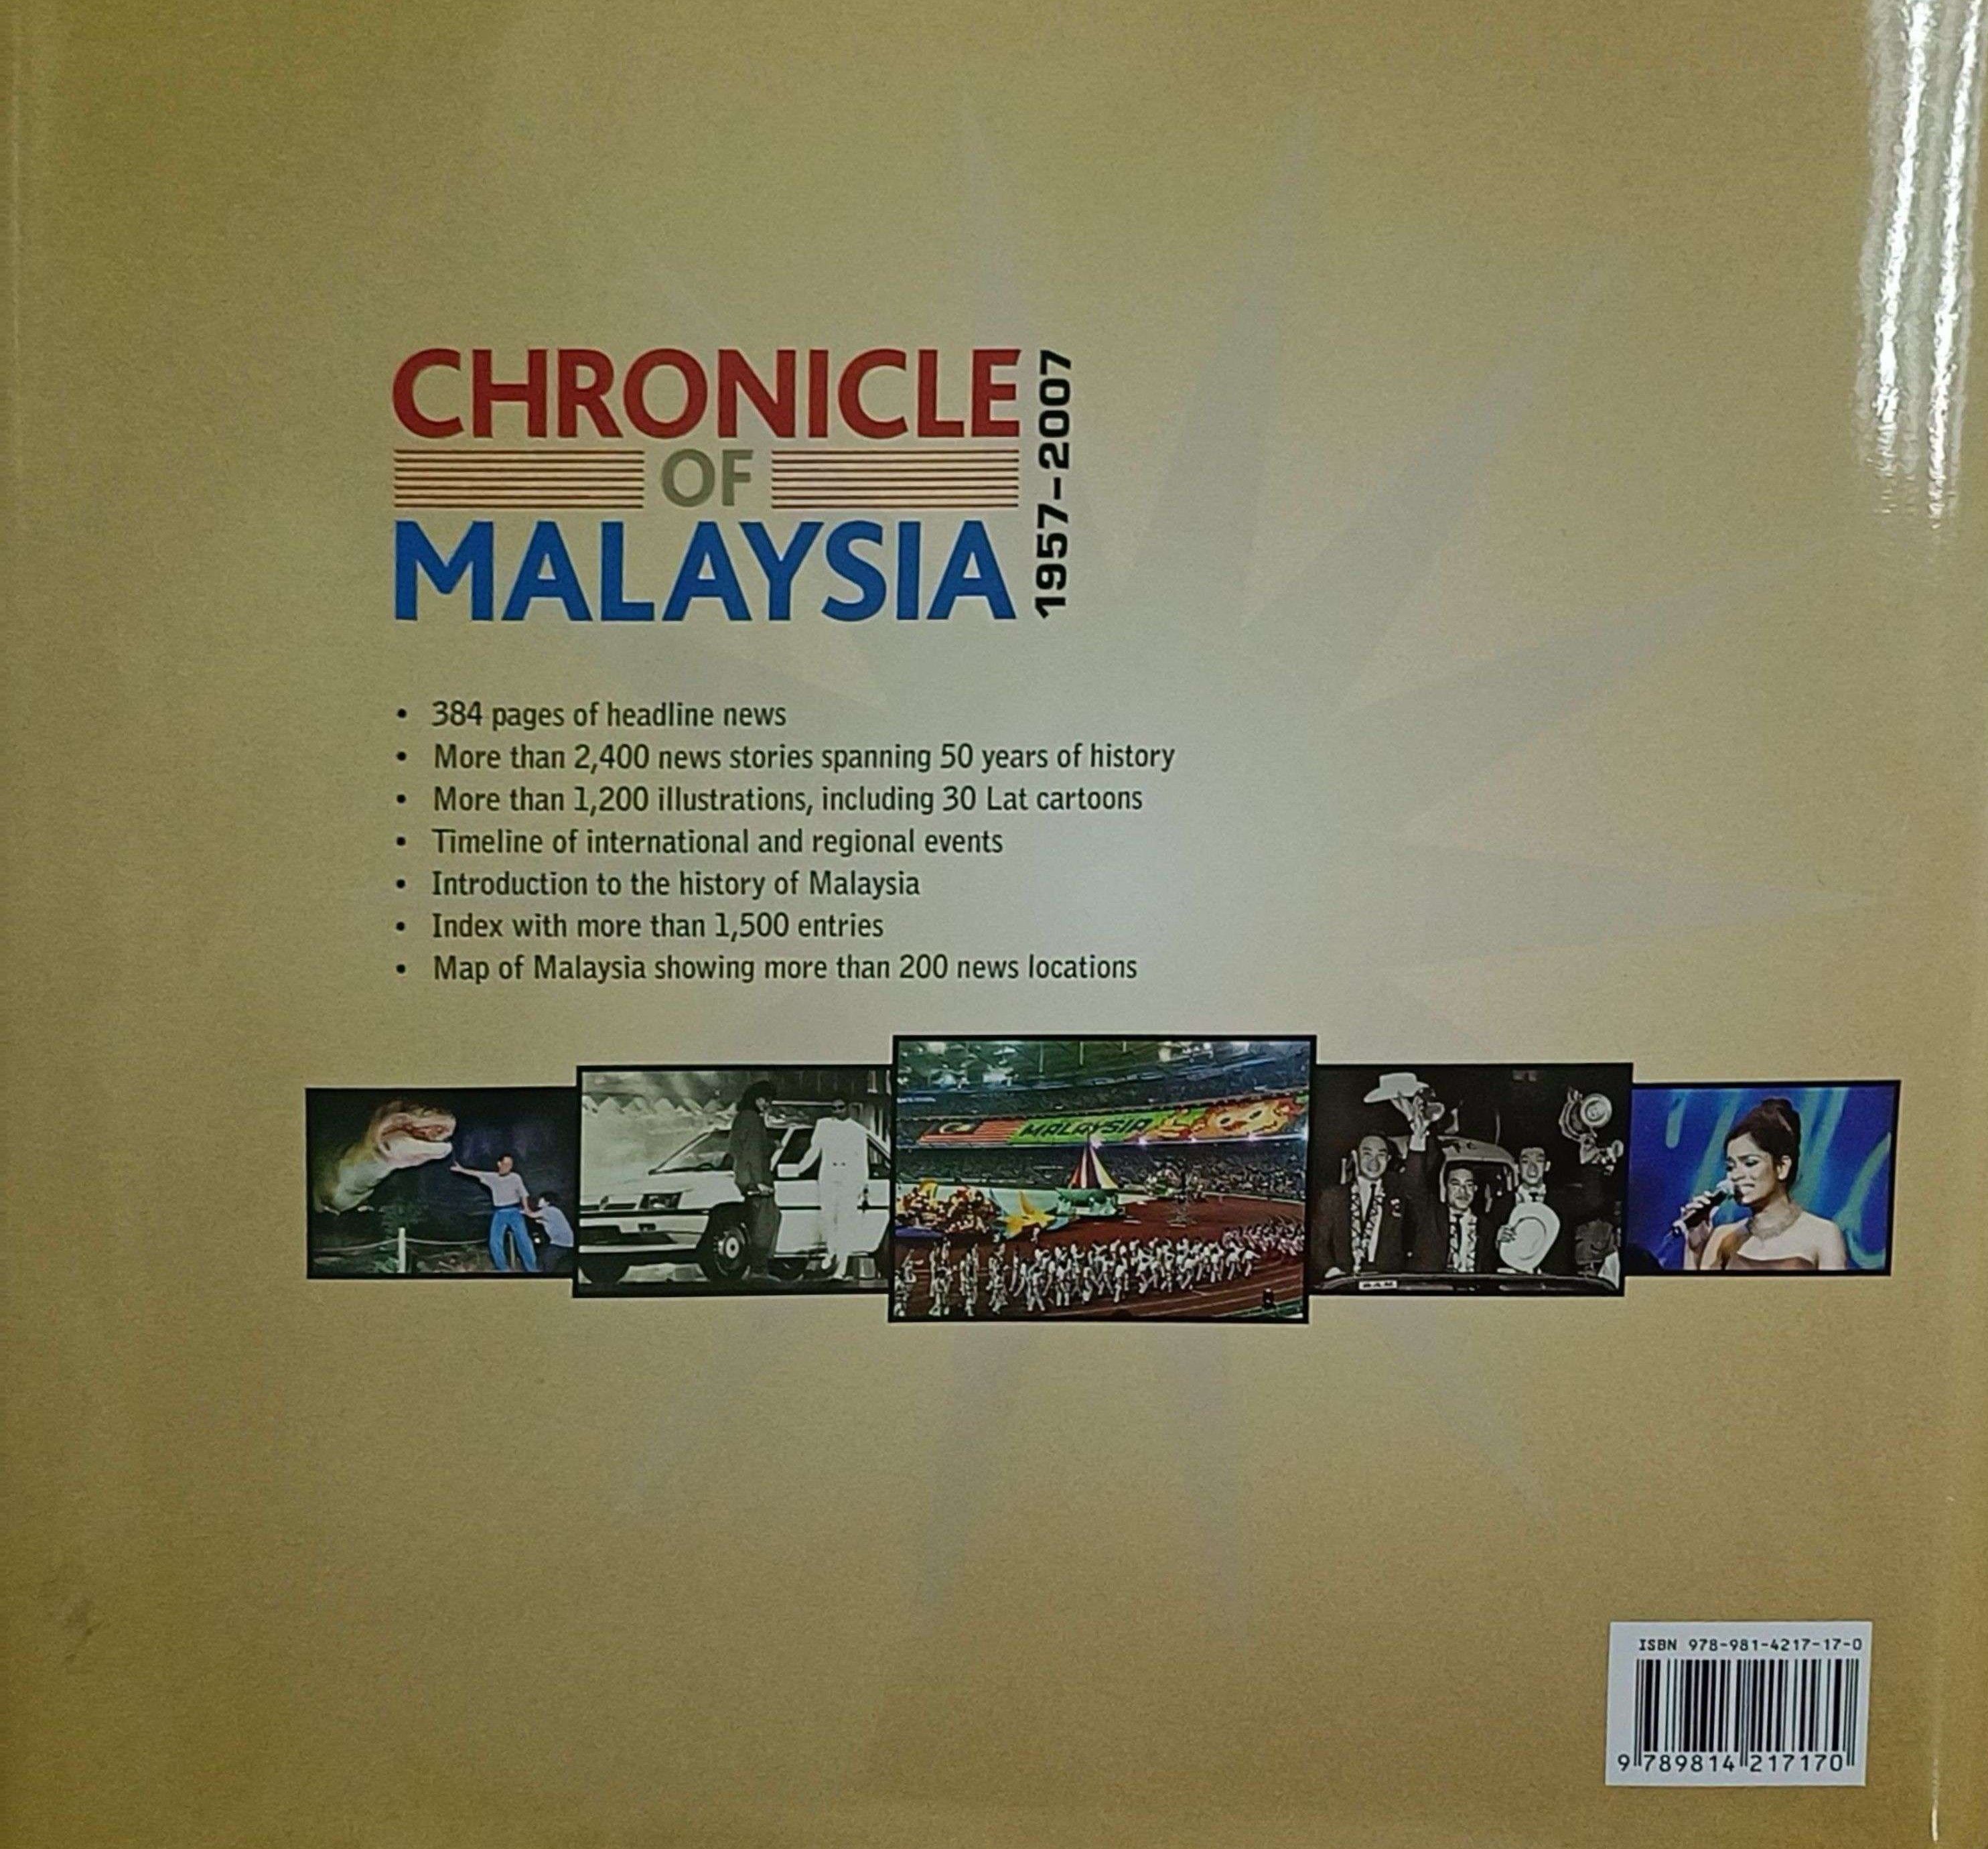 CHRONICLE
OF
MALAYSIA
1957–2007
• 384 pages of headline news
• More than 2,400 news stories spanning 50 years of history
• More than 1,200 illustrations, including 30 Lat cartoons
• Timeline of international and regional events
• Introduction to the history of Malaysia
• Index with more than 1,500 entries
• Map of Malaysia showing more than 200 news locations
MALAYSIA
ISBN 978-981-4217-17-0
9 789814 217170